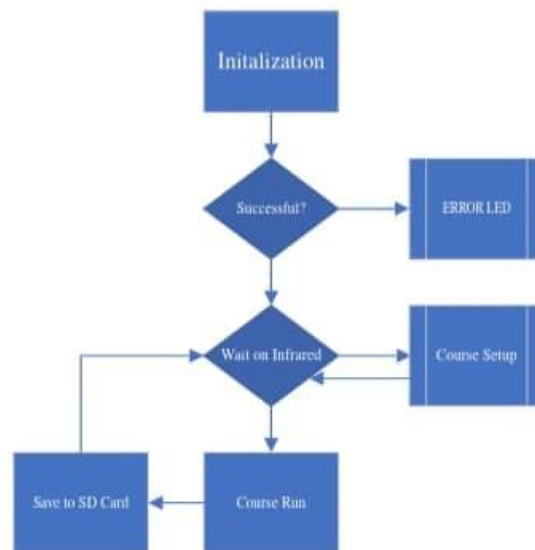 Initalization
Successful?
ERROR LED
Wait on Infrared
Course Setup
Save to SD Card
Course Run